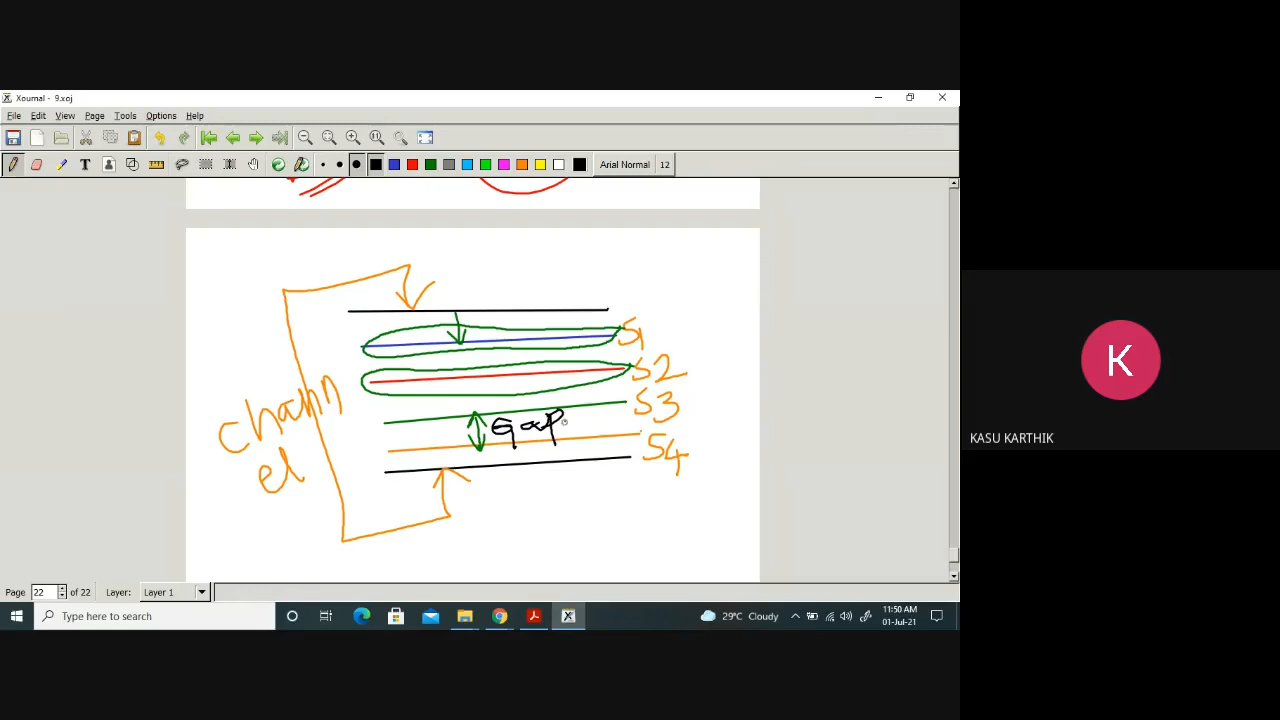 Xournal - 9.xoj
File Edit View Page Tools Options Help
Arial Normal 12
S1
S2
S3
Gap
S4
chann
el
K
KASU KARTHIK
Page 22 of 22 Layer: Layer 1
Type here to search
29°C Cloudy
11:50 AM
01-Jul-21